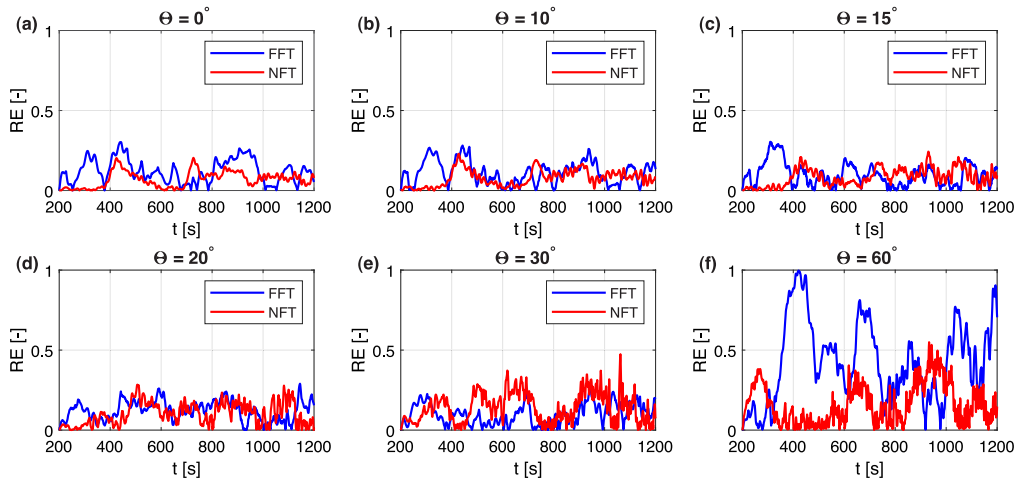 (a) Θ = 0°
RE [-]
1
0.5
0
FFT
NFT
200 400 600 800 1000 1200
t [s]
(b) Θ = 10°
RE [-]
1
0.5
0
FFT
NFT
200 400 600 800 1000 1200
t [s]
(c) Θ = 15°
RE [-]
1
0.5
0
FFT
NFT
200 400 600 800 1000 1200
t [s]
(d) Θ = 20°
RE [-]
1
0.5
0
FFT
NFT
200 400 600 800 1000 1200
t [s]
(e) Θ = 30°
RE [-]
1
0.5
0
FFT
NFT
200 400 600 800 1000 1200
t [s]
(f) Θ = 60°
RE [-]
1
0.5
0
FFT
NFT
200 400 600 800 1000 1200
t [s]